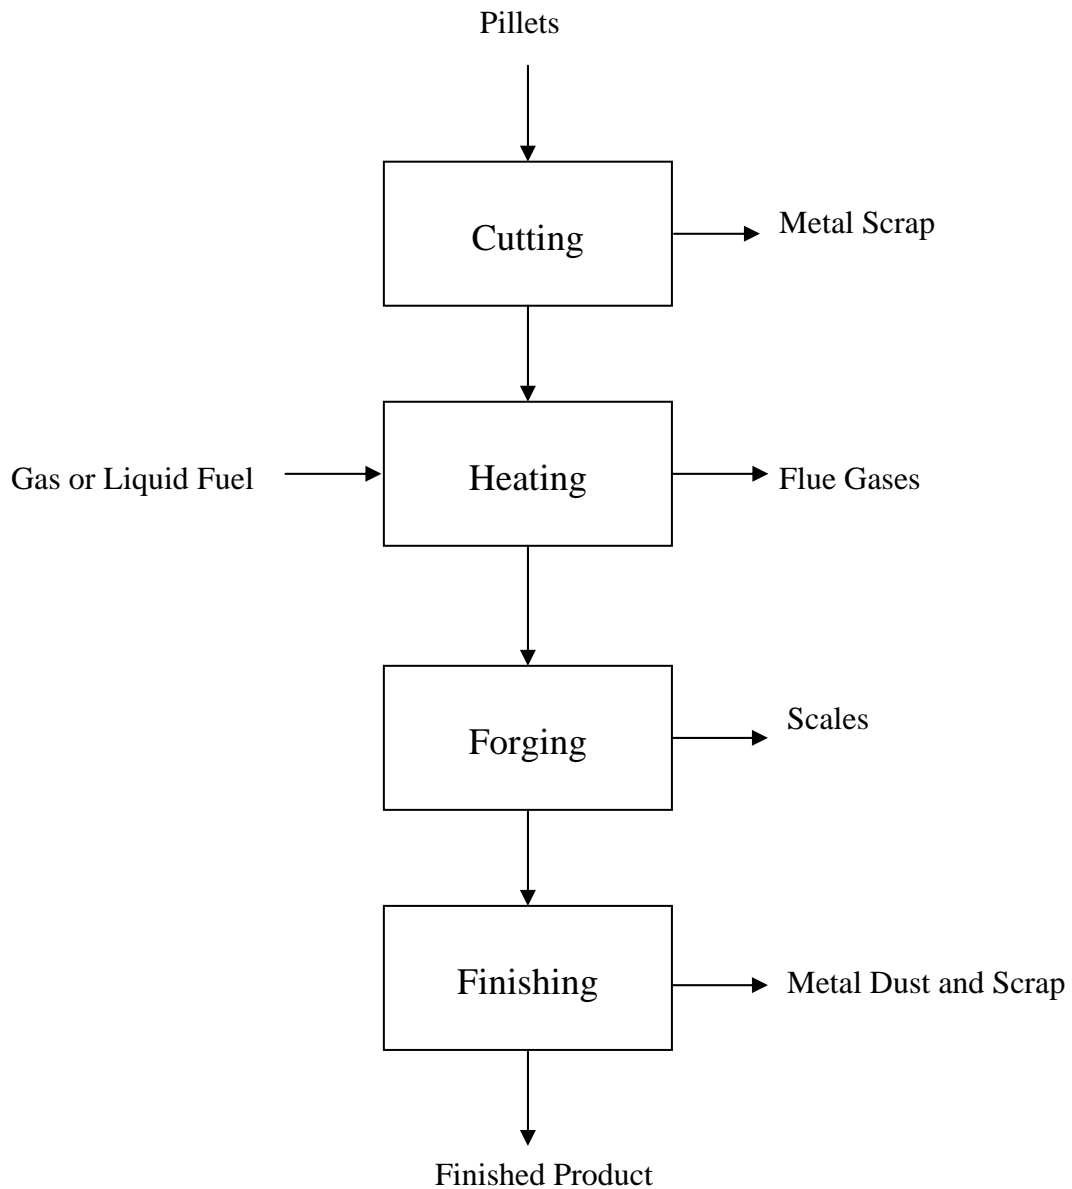 Pillets
Cutting
Metal Scrap
Gas or Liquid Fuel
Heating
Flue Gases
Forging
Scales
Finishing
Metal Dust and Scrap
Finished Product